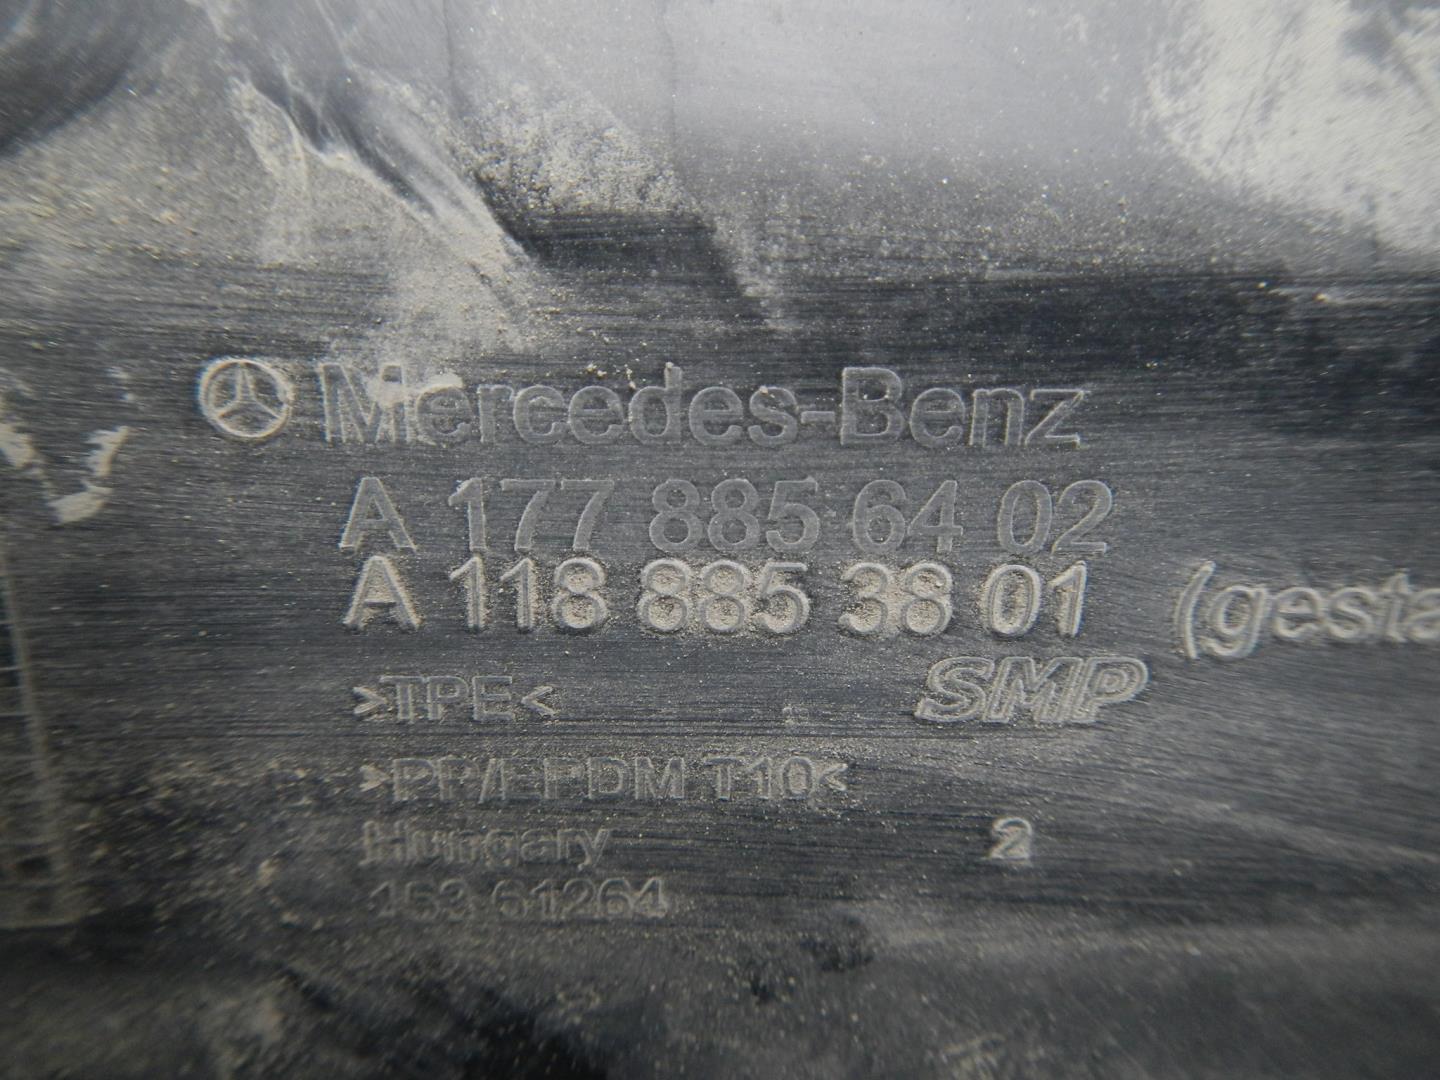 Mercedes-Benz
A 177 885 64 02
A 118 885 38 01 (gesta
>TPE< SMP
>PP/EPDM T10<
Hungary 2
153 61264